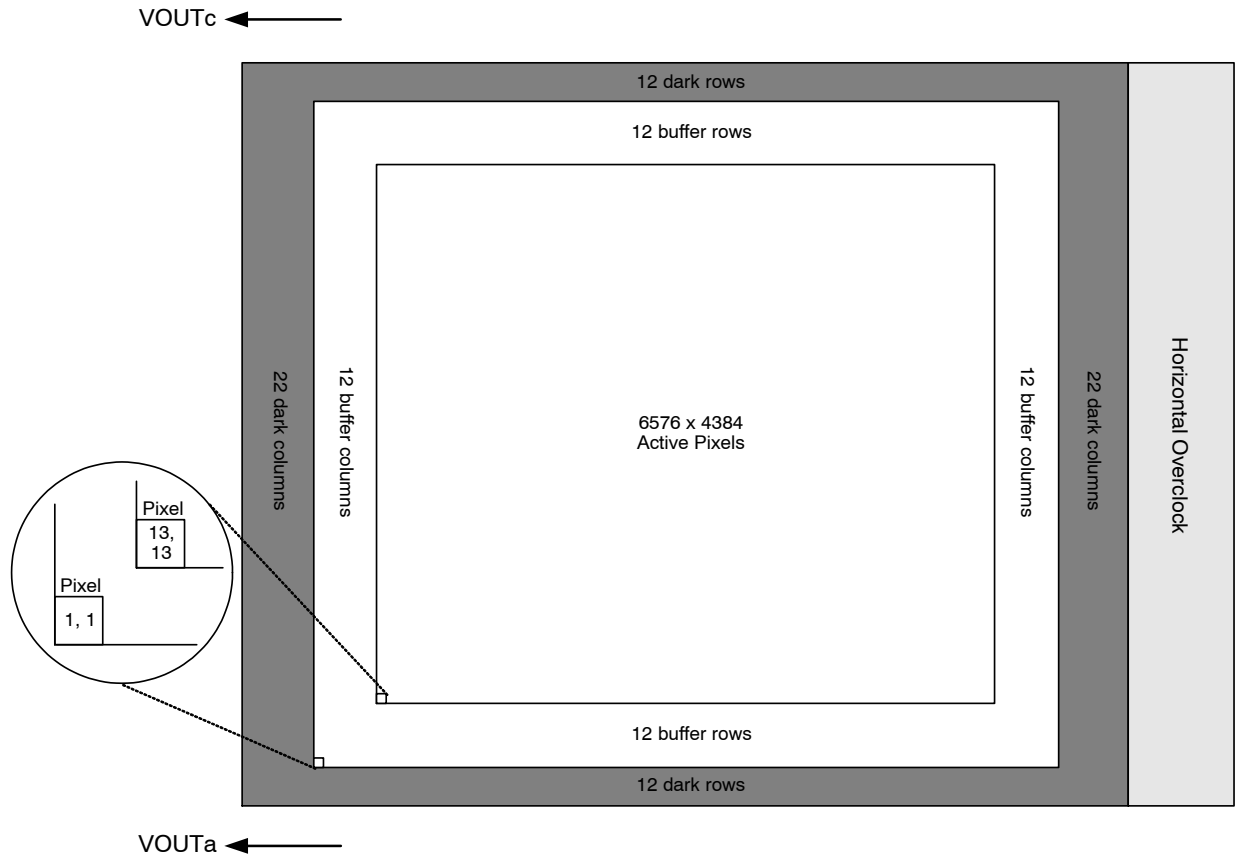 VOUTc
12 dark rows
12 buffer rows
22 dark columns
12 buffer columns
6576 x 4384
Active Pixels
12 buffer columns
22 dark columns
Horizontal Overclock
Pixel
13,
13
Pixel
1, 1
12 buffer rows
12 dark rows
VOUTa